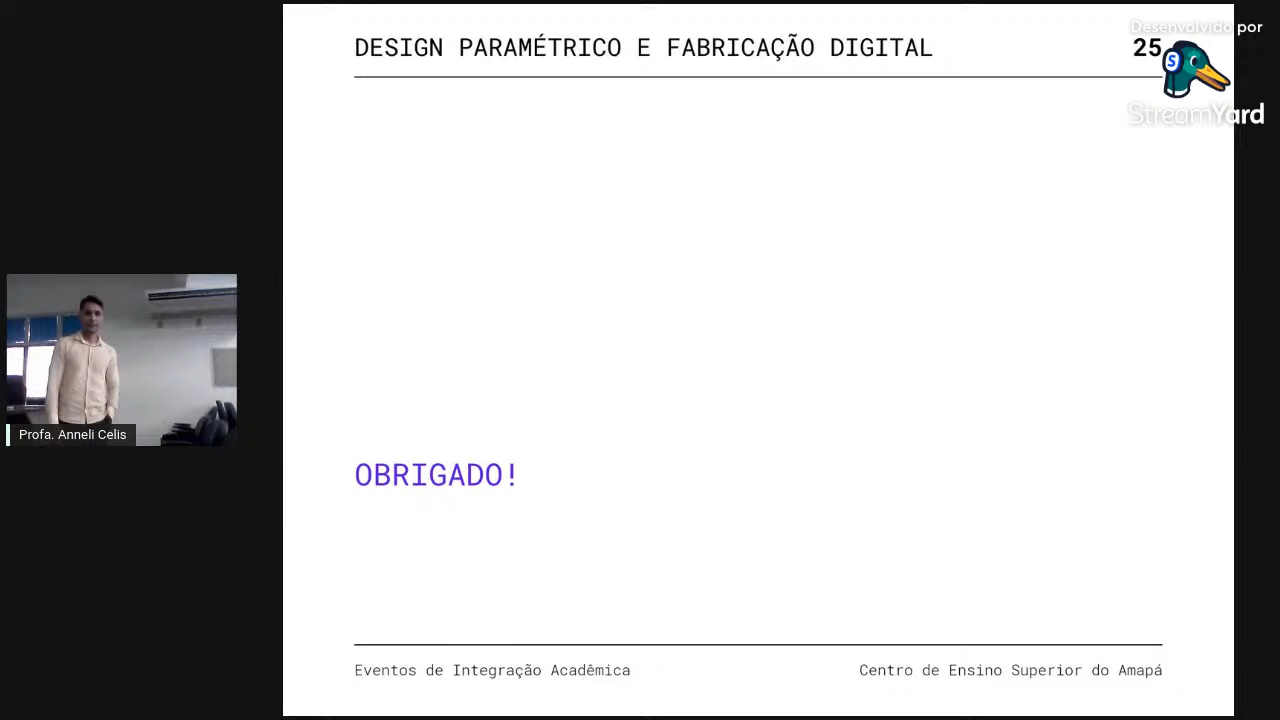 DESIGN PARAMÉTRICO E FABRICAÇÃO DIGITAL
25
Desenvolvido por
StreamYard
Profa. Anneli Celis
OBRIGADO!
Eventos de Integração Acadêmica
Centro de Ensino Superior do Amapá